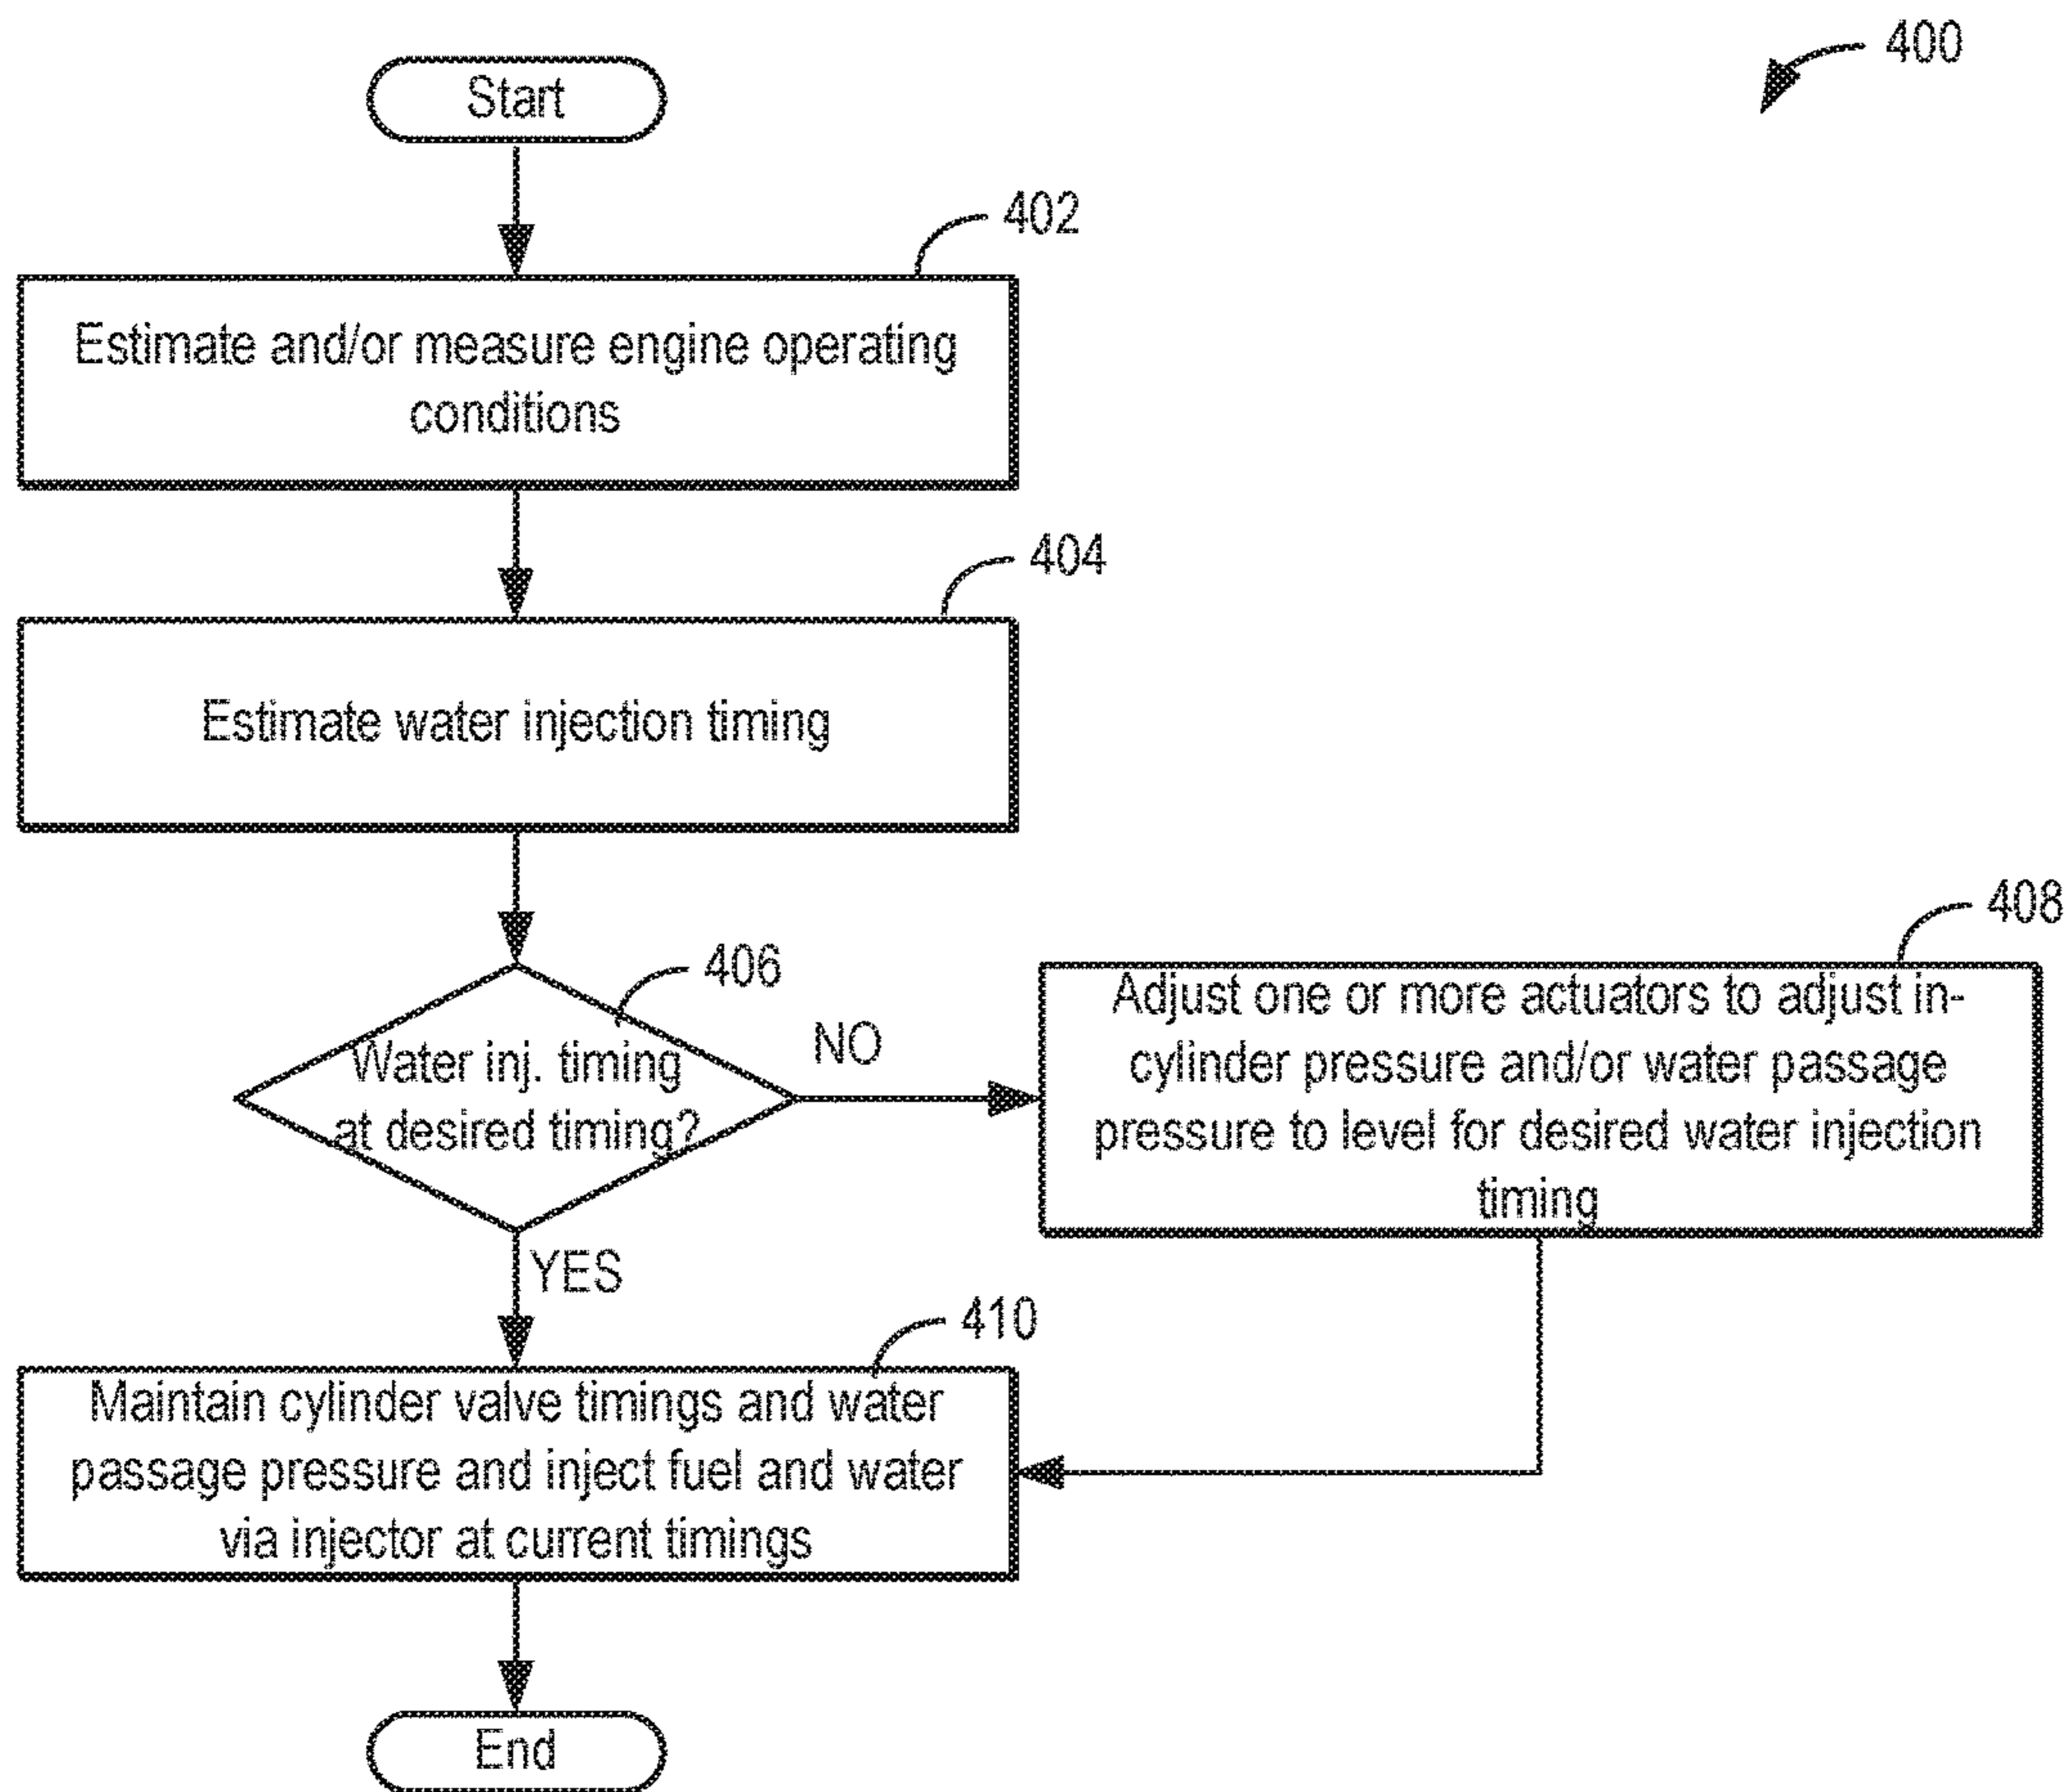 400
Start
402
Estimate and/or measure engine operating
conditions
404
Estimate water injection timing
406
Water inj. timing
at desired timing?
NO
408
Adjust one or more actuators to adjust in-
cylinder pressure and/or water passage
pressure to level for desired water injection
timing
YES
410
Maintain cylinder valve timings and water
passage pressure and inject fuel and water
via injector at current timings
End